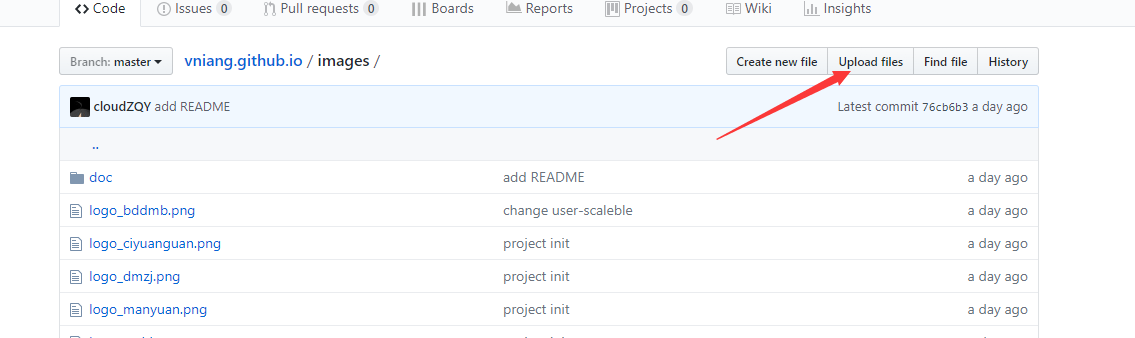 Code Issues 0 Pull requests 0 Boards Reports Projects 0 Wiki Insights
Branch: master vniang.github.io / images / Create new file Upload files Find file History
cloudZQY add README Latest commit 76cb6b3 a day ago
..
doc add README a day ago
logo_bddmb.png change user-scaleble a day ago
logo_ciyuanguan.png project init a day ago
logo_dmzj.png project init a day ago
logo_manyuan.png project init a day ago